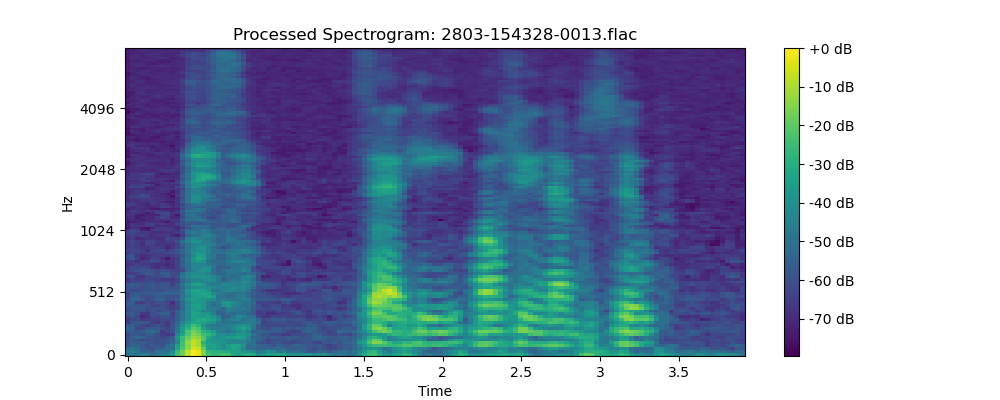 Processed Spectrogram: 2803-154328-0013.flac
Hz
4096
2048
1024
512
0
0 0.5 1 1.5 2 2.5 3 3.5
Time
+0 dB
-10 dB
-20 dB
-30 dB
-40 dB
-50 dB
-60 dB
-70 dB